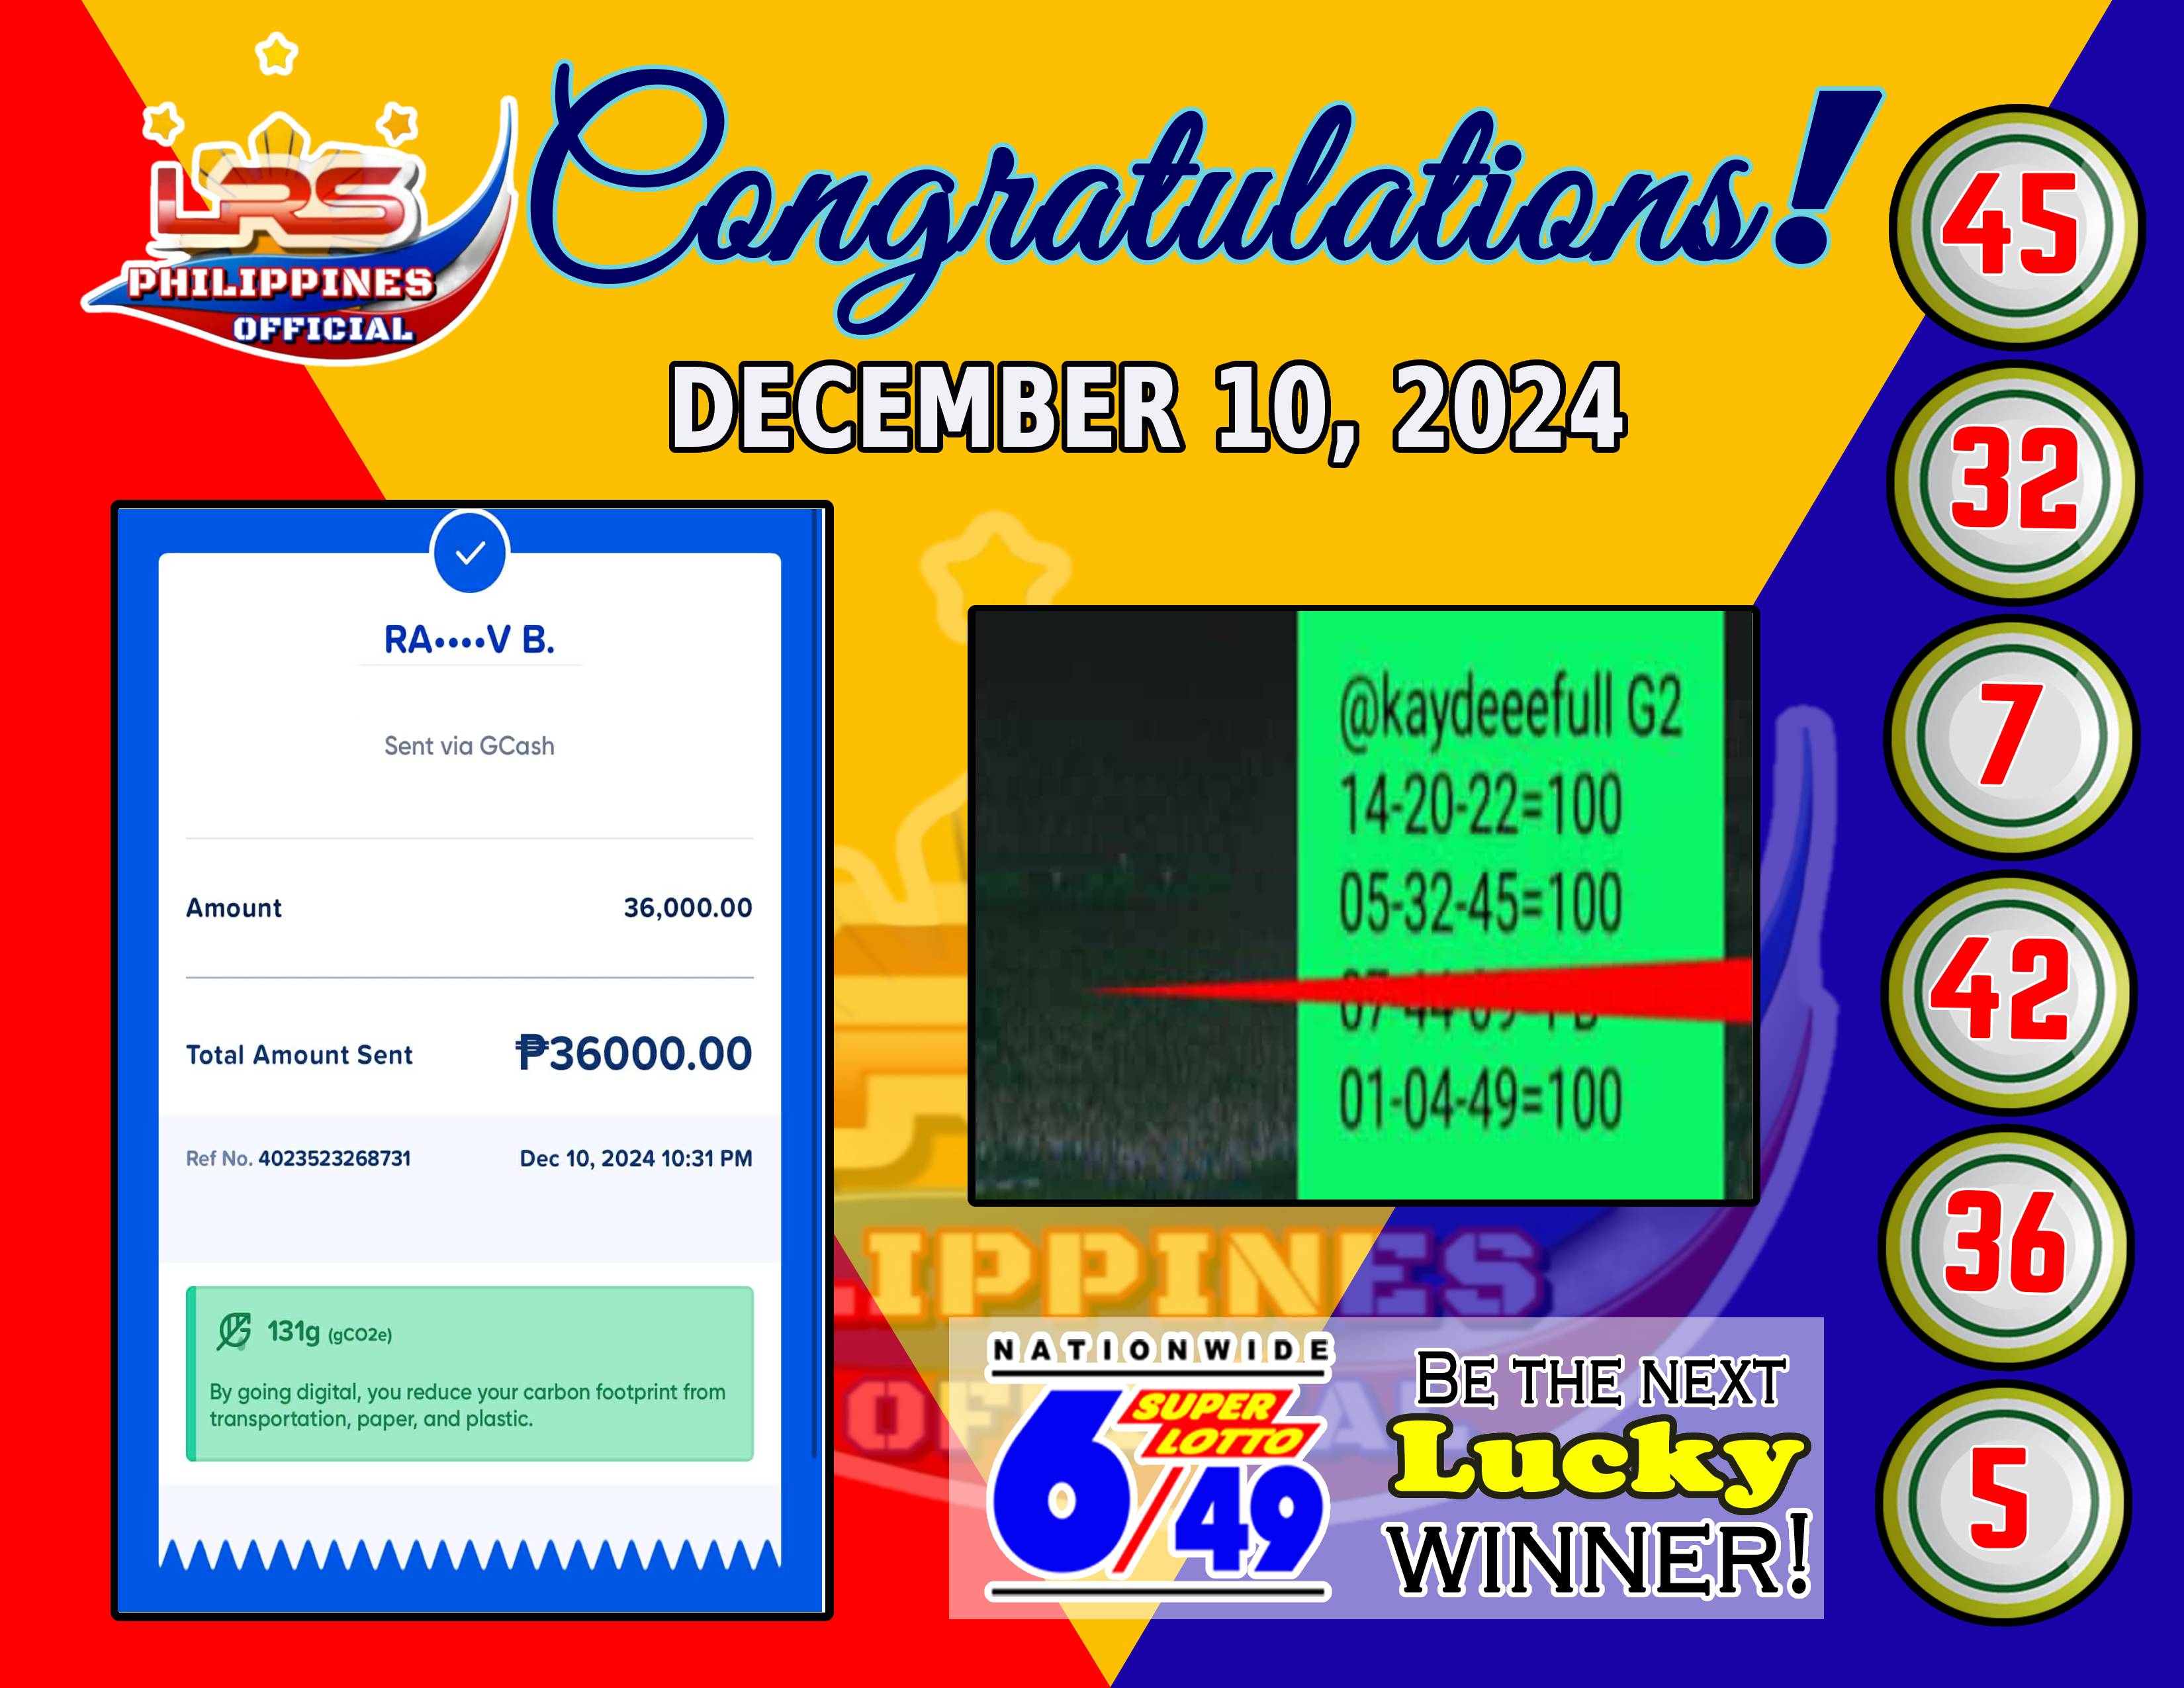 LRS
PHILIPPINES
OFFICIAL
Congratulations!
DECEMBER 10, 2024
RA••••V B.
Sent via GCash
Amount 36,000.00
Total Amount Sent ₱36000.00
Ref No. 4023523268731 Dec 10, 2024 10:31 PM
131g (gCO2e)
By going digital, you reduce your carbon footprint from
transportation, paper, and plastic.
@kaydeeefull G2
14-20-22=100
05-32-45=100
01-04-49=100
LIPPINES
NATIONWIDE
SUPER
LOTTO
6/49
BE THE NEXT
Lucky
WINNER!
45
32
7
42
36
5